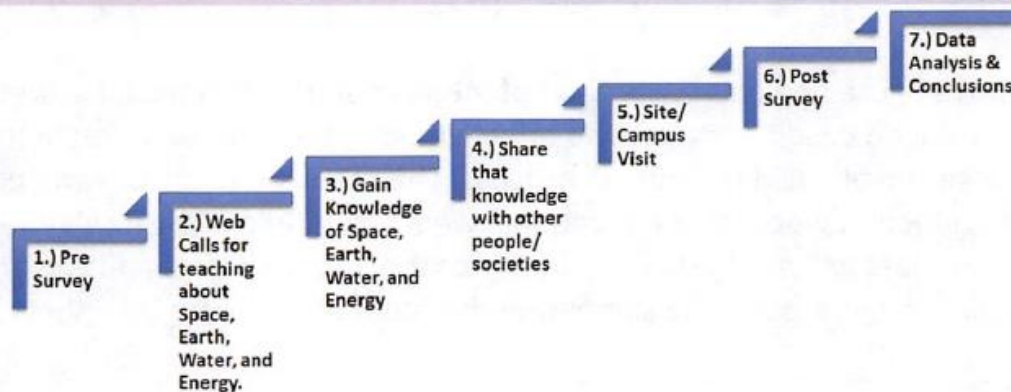 1.) Pre
Survey
2.) Web
Calls for
teaching
about
Space,
Earth,
Water, and
Energy.
3.) Gain
Knowledge
of Space,
Earth,
Water, and
Energy
4.) Share
that
knowledge
with other
people/
societies
5.) Site/
Campus
Visit
6.) Post
Survey
7.) Data
Analysis &
Conclusions